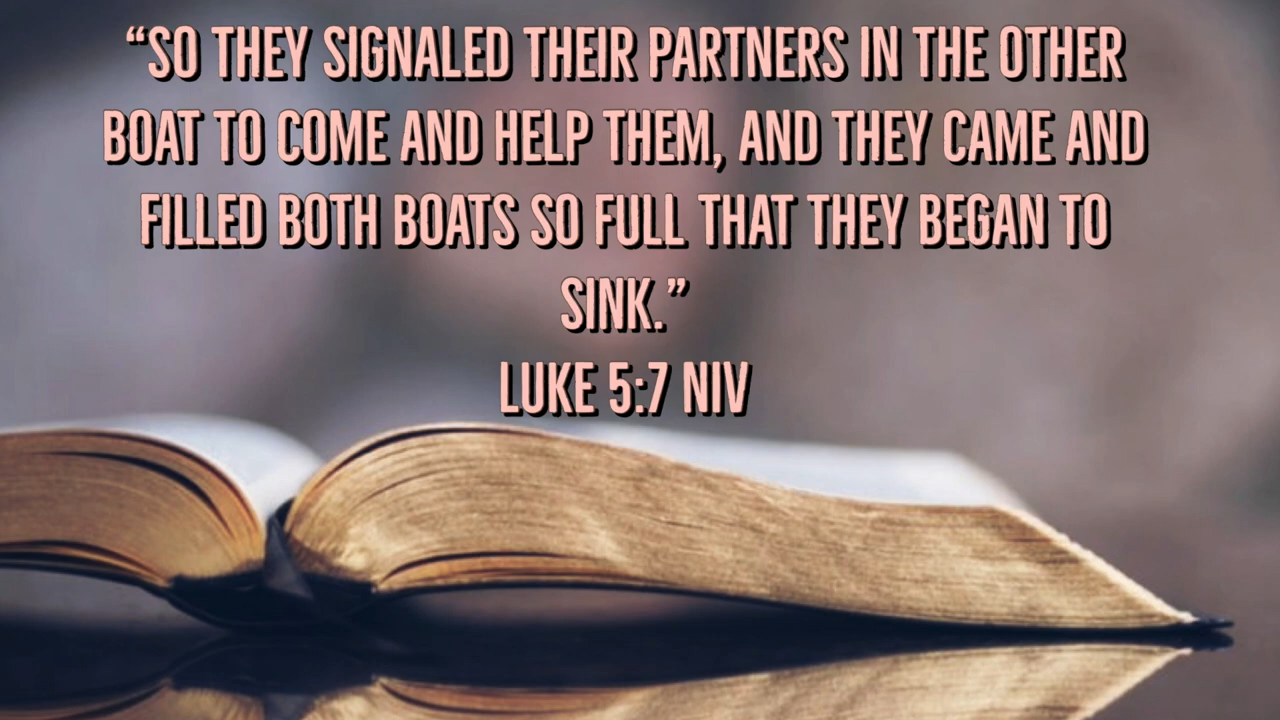 “SO THEY SIGNALED THEIR PARTNERS IN THE OTHER
BOAT TO COME AND HELP THEM, AND THEY CAME AND
FILLED BOTH BOATS SO FULL THAT THEY BEGAN TO
SINK.”
LUKE 5:7 NIV